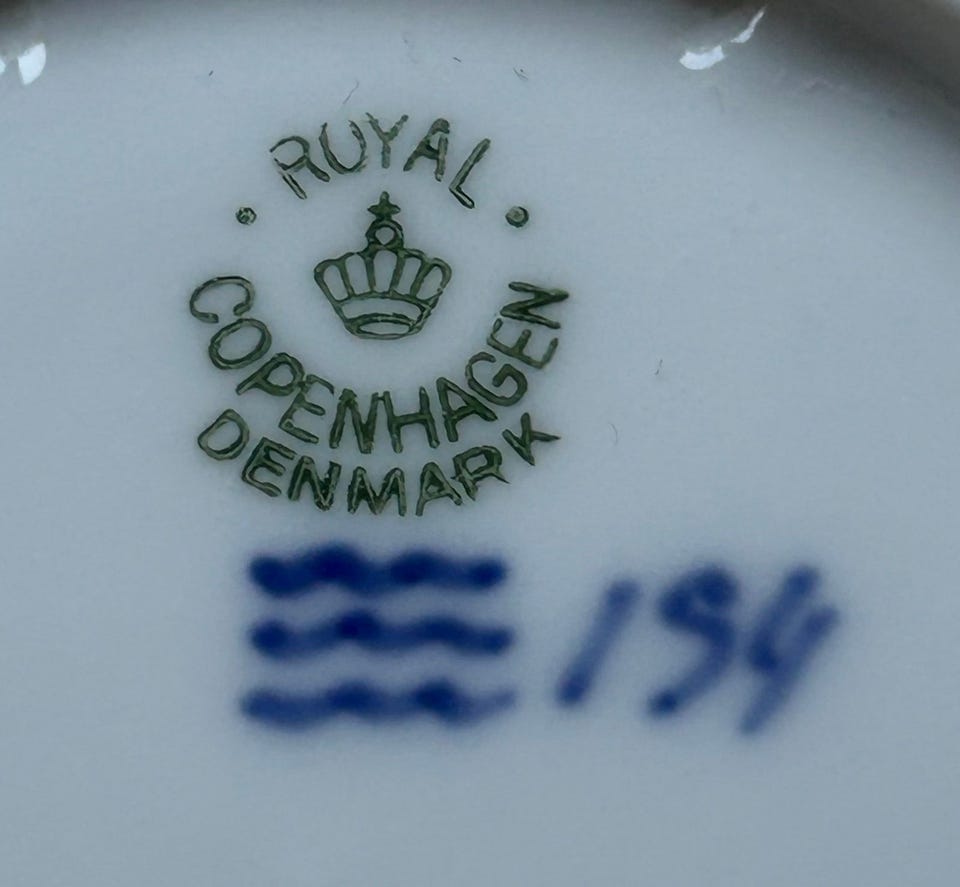 ROYAL
COPENHAGEN
DENMARK
194